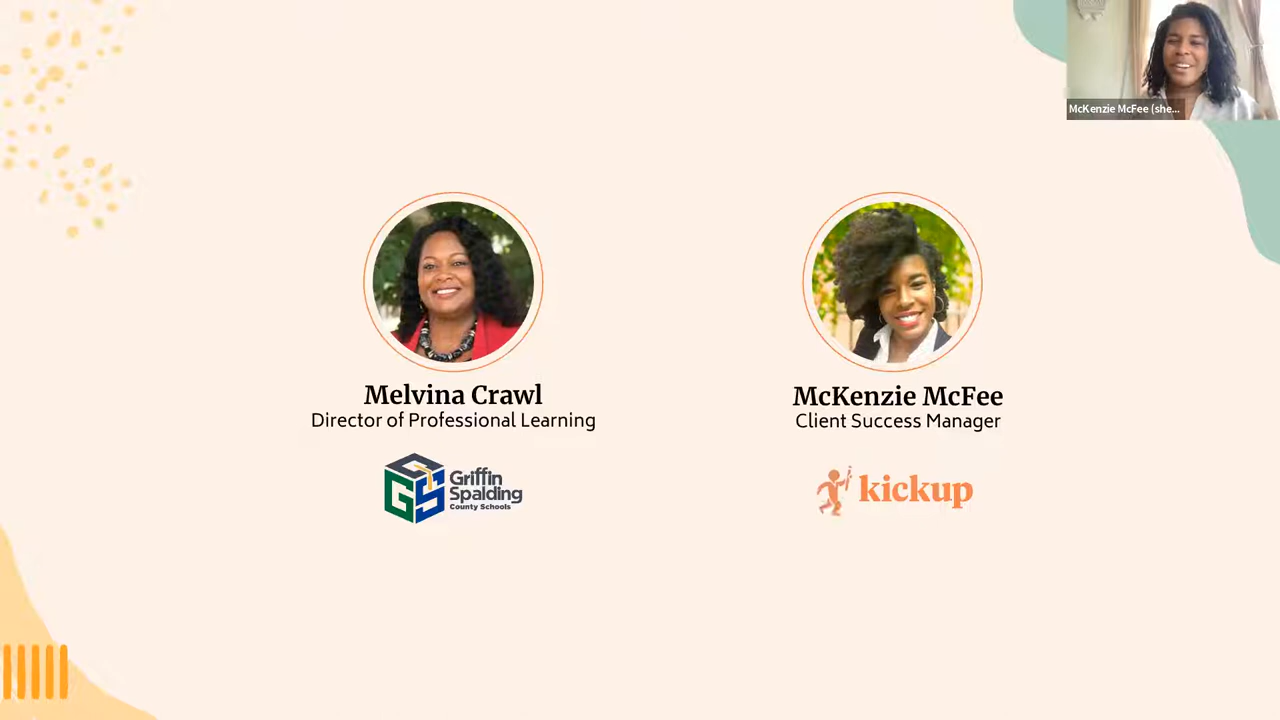 McKenzie McFee (she...
Melvina Crawl
Director of Professional Learning
McKenzie McFee
Client Success Manager
GS
Griffin
Spalding
County Schools
kickup